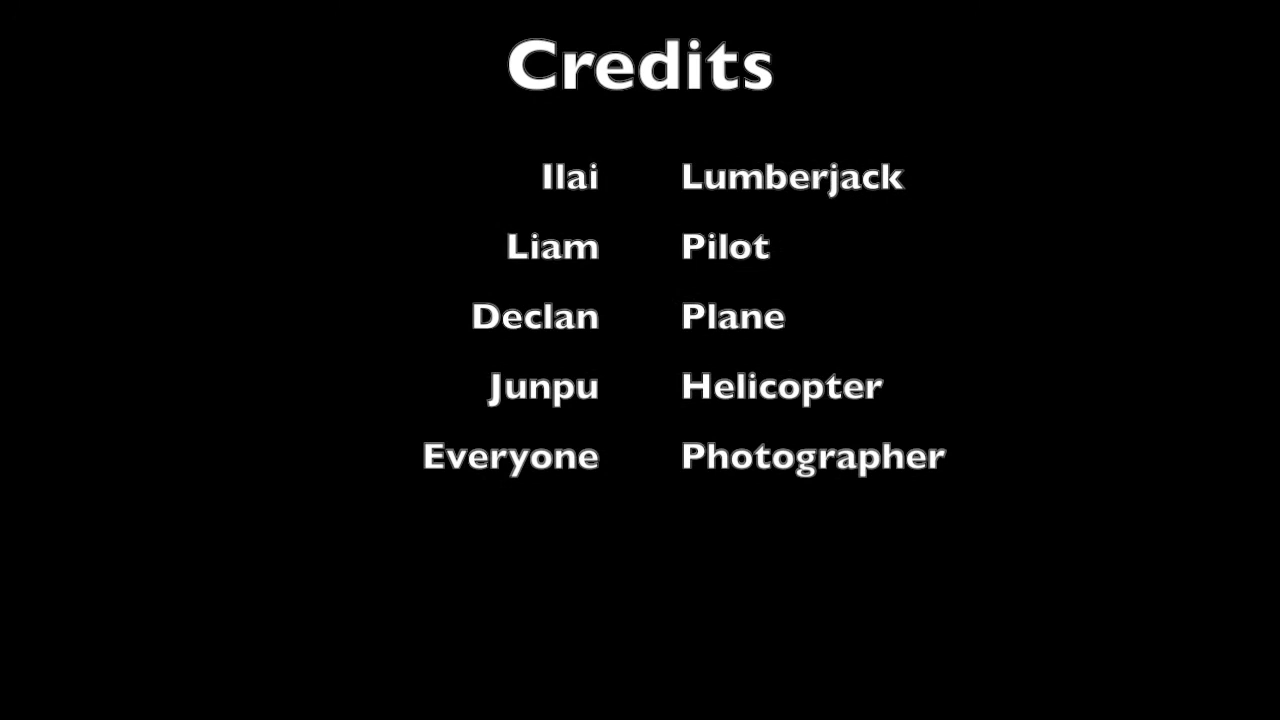 Credits
Ilai Lumberjack
Liam Pilot
Declan Plane
Junpu Helicopter
Everyone Photographer